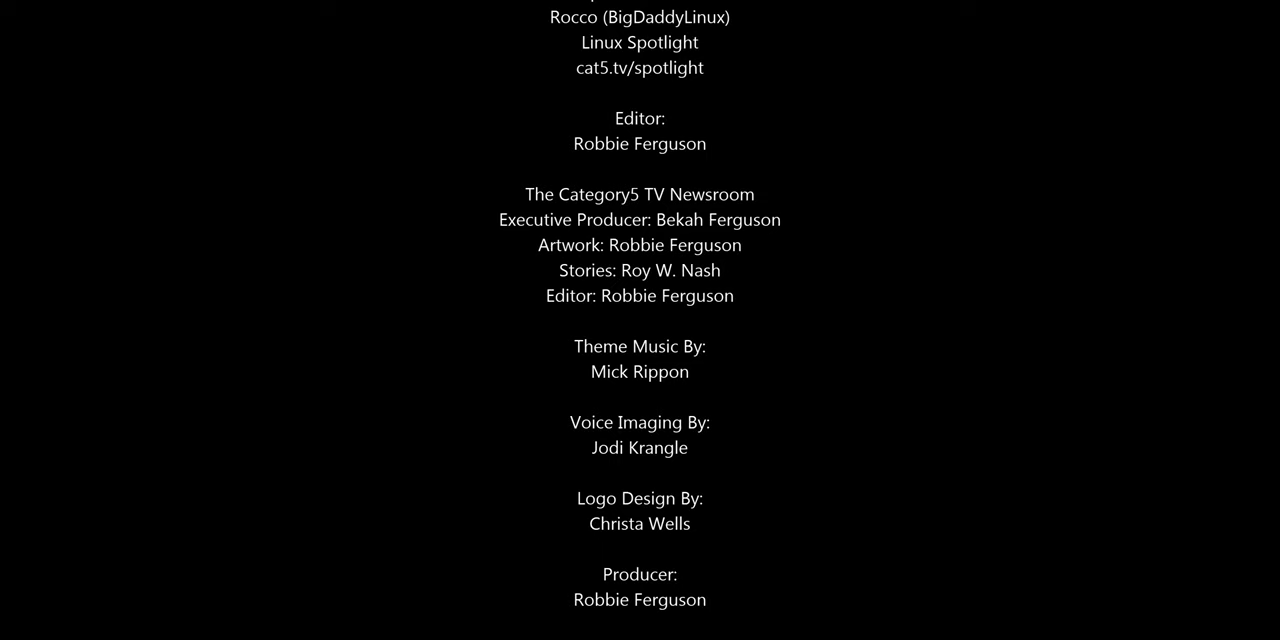 Rocco (BigDaddyLinux)
Linux Spotlight
cat5.tv/spotlight
Editor:
Robbie Ferguson
The Category5 TV Newsroom
Executive Producer: Bekah Ferguson
Artwork: Robbie Ferguson
Stories: Roy W. Nash
Editor: Robbie Ferguson
Theme Music By:
Mick Rippon
Voice Imaging By:
Jodi Krangle
Logo Design By:
Christa Wells
Producer:
Robbie Ferguson